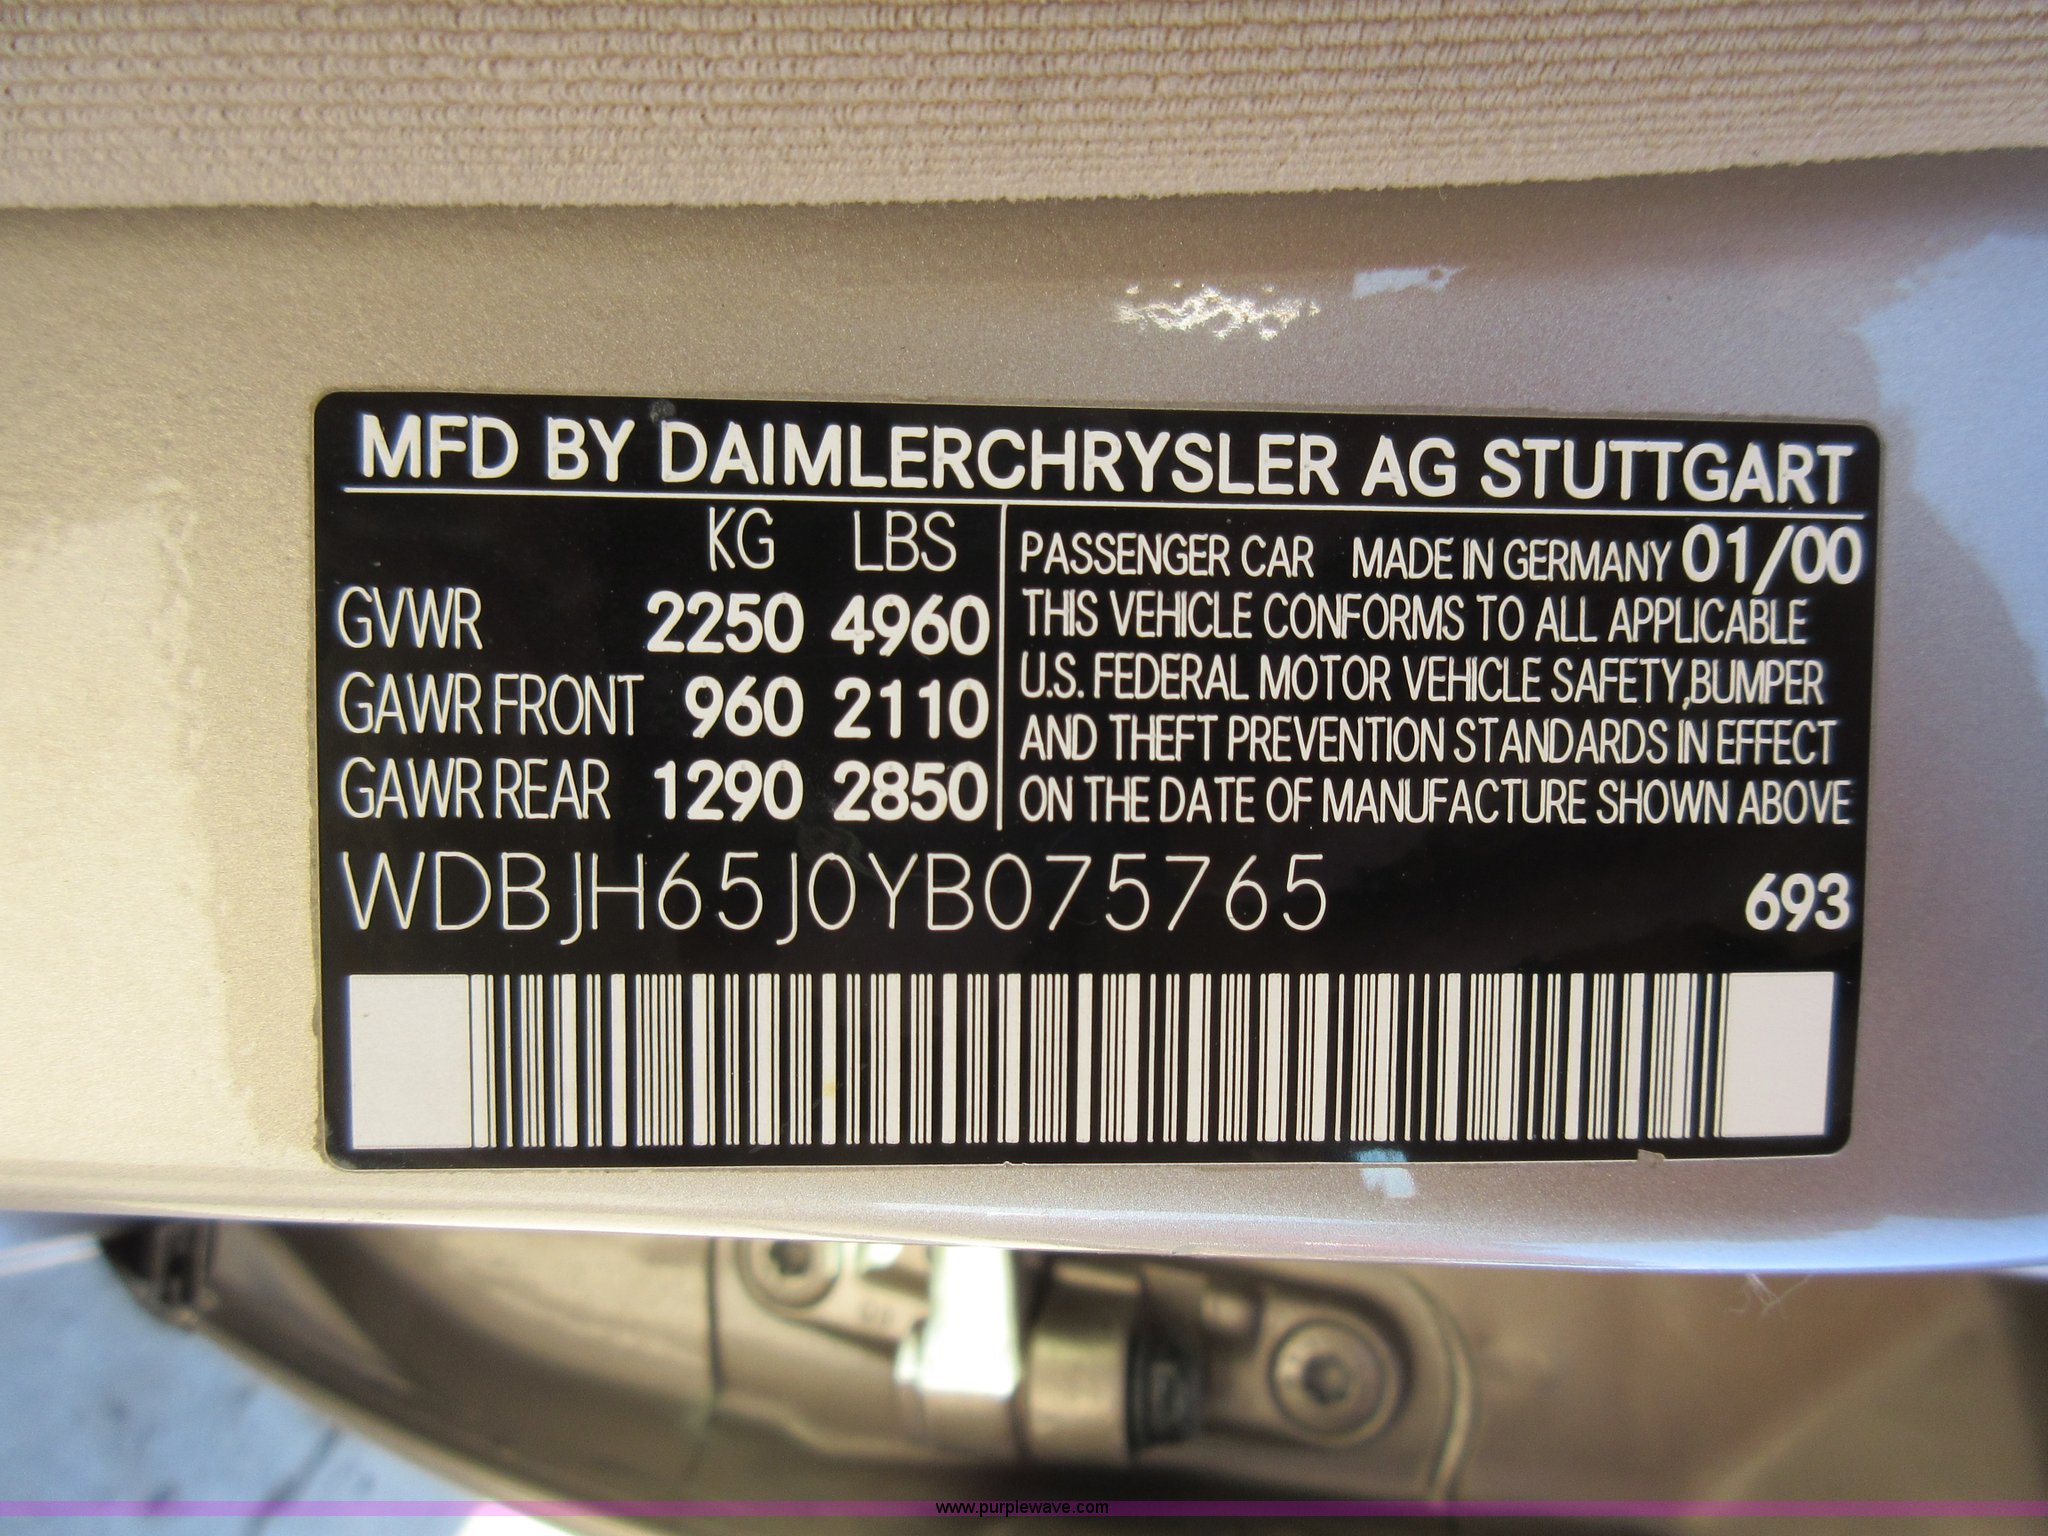 MFD BY DAIMLERCHRYSLER AG STUTTGART
KG LBS
GVWR 2250 4960
GAWR FRONT 960 2110
GAWR REAR 1290 2850
PASSENGER CAR MADE IN GERMANY 01/00
THIS VEHICLE CONFORMS TO ALL APPLICABLE
U.S. FEDERAL MOTOR VEHICLE SAFETY,BUMPER
AND THEFT PREVENTION STANDARDS IN EFFECT
ON THE DATE OF MANUFACTURE SHOWN ABOVE
WDBJH65J0YB075765 693
www.purplewave.com